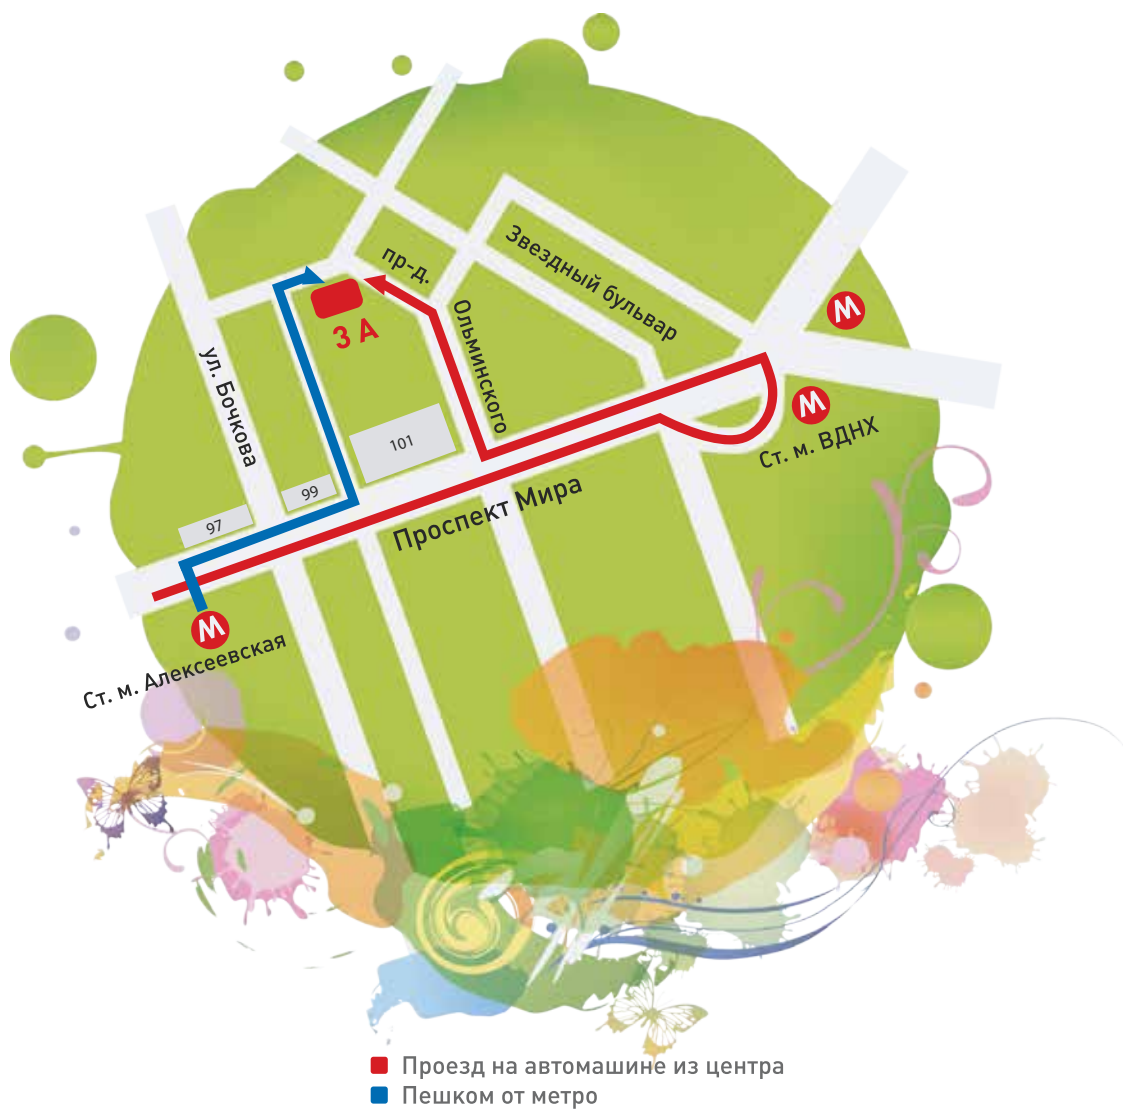 пр-д.
Звездный бульвар
Ольминского
М
3 А
ул. Бочкова
101
М
Ст. м. ВДНХ
99
97
Проспект Мира
М
Ст. м. Алексеевская
Проезд на автомашине из центра
Пешком от метро